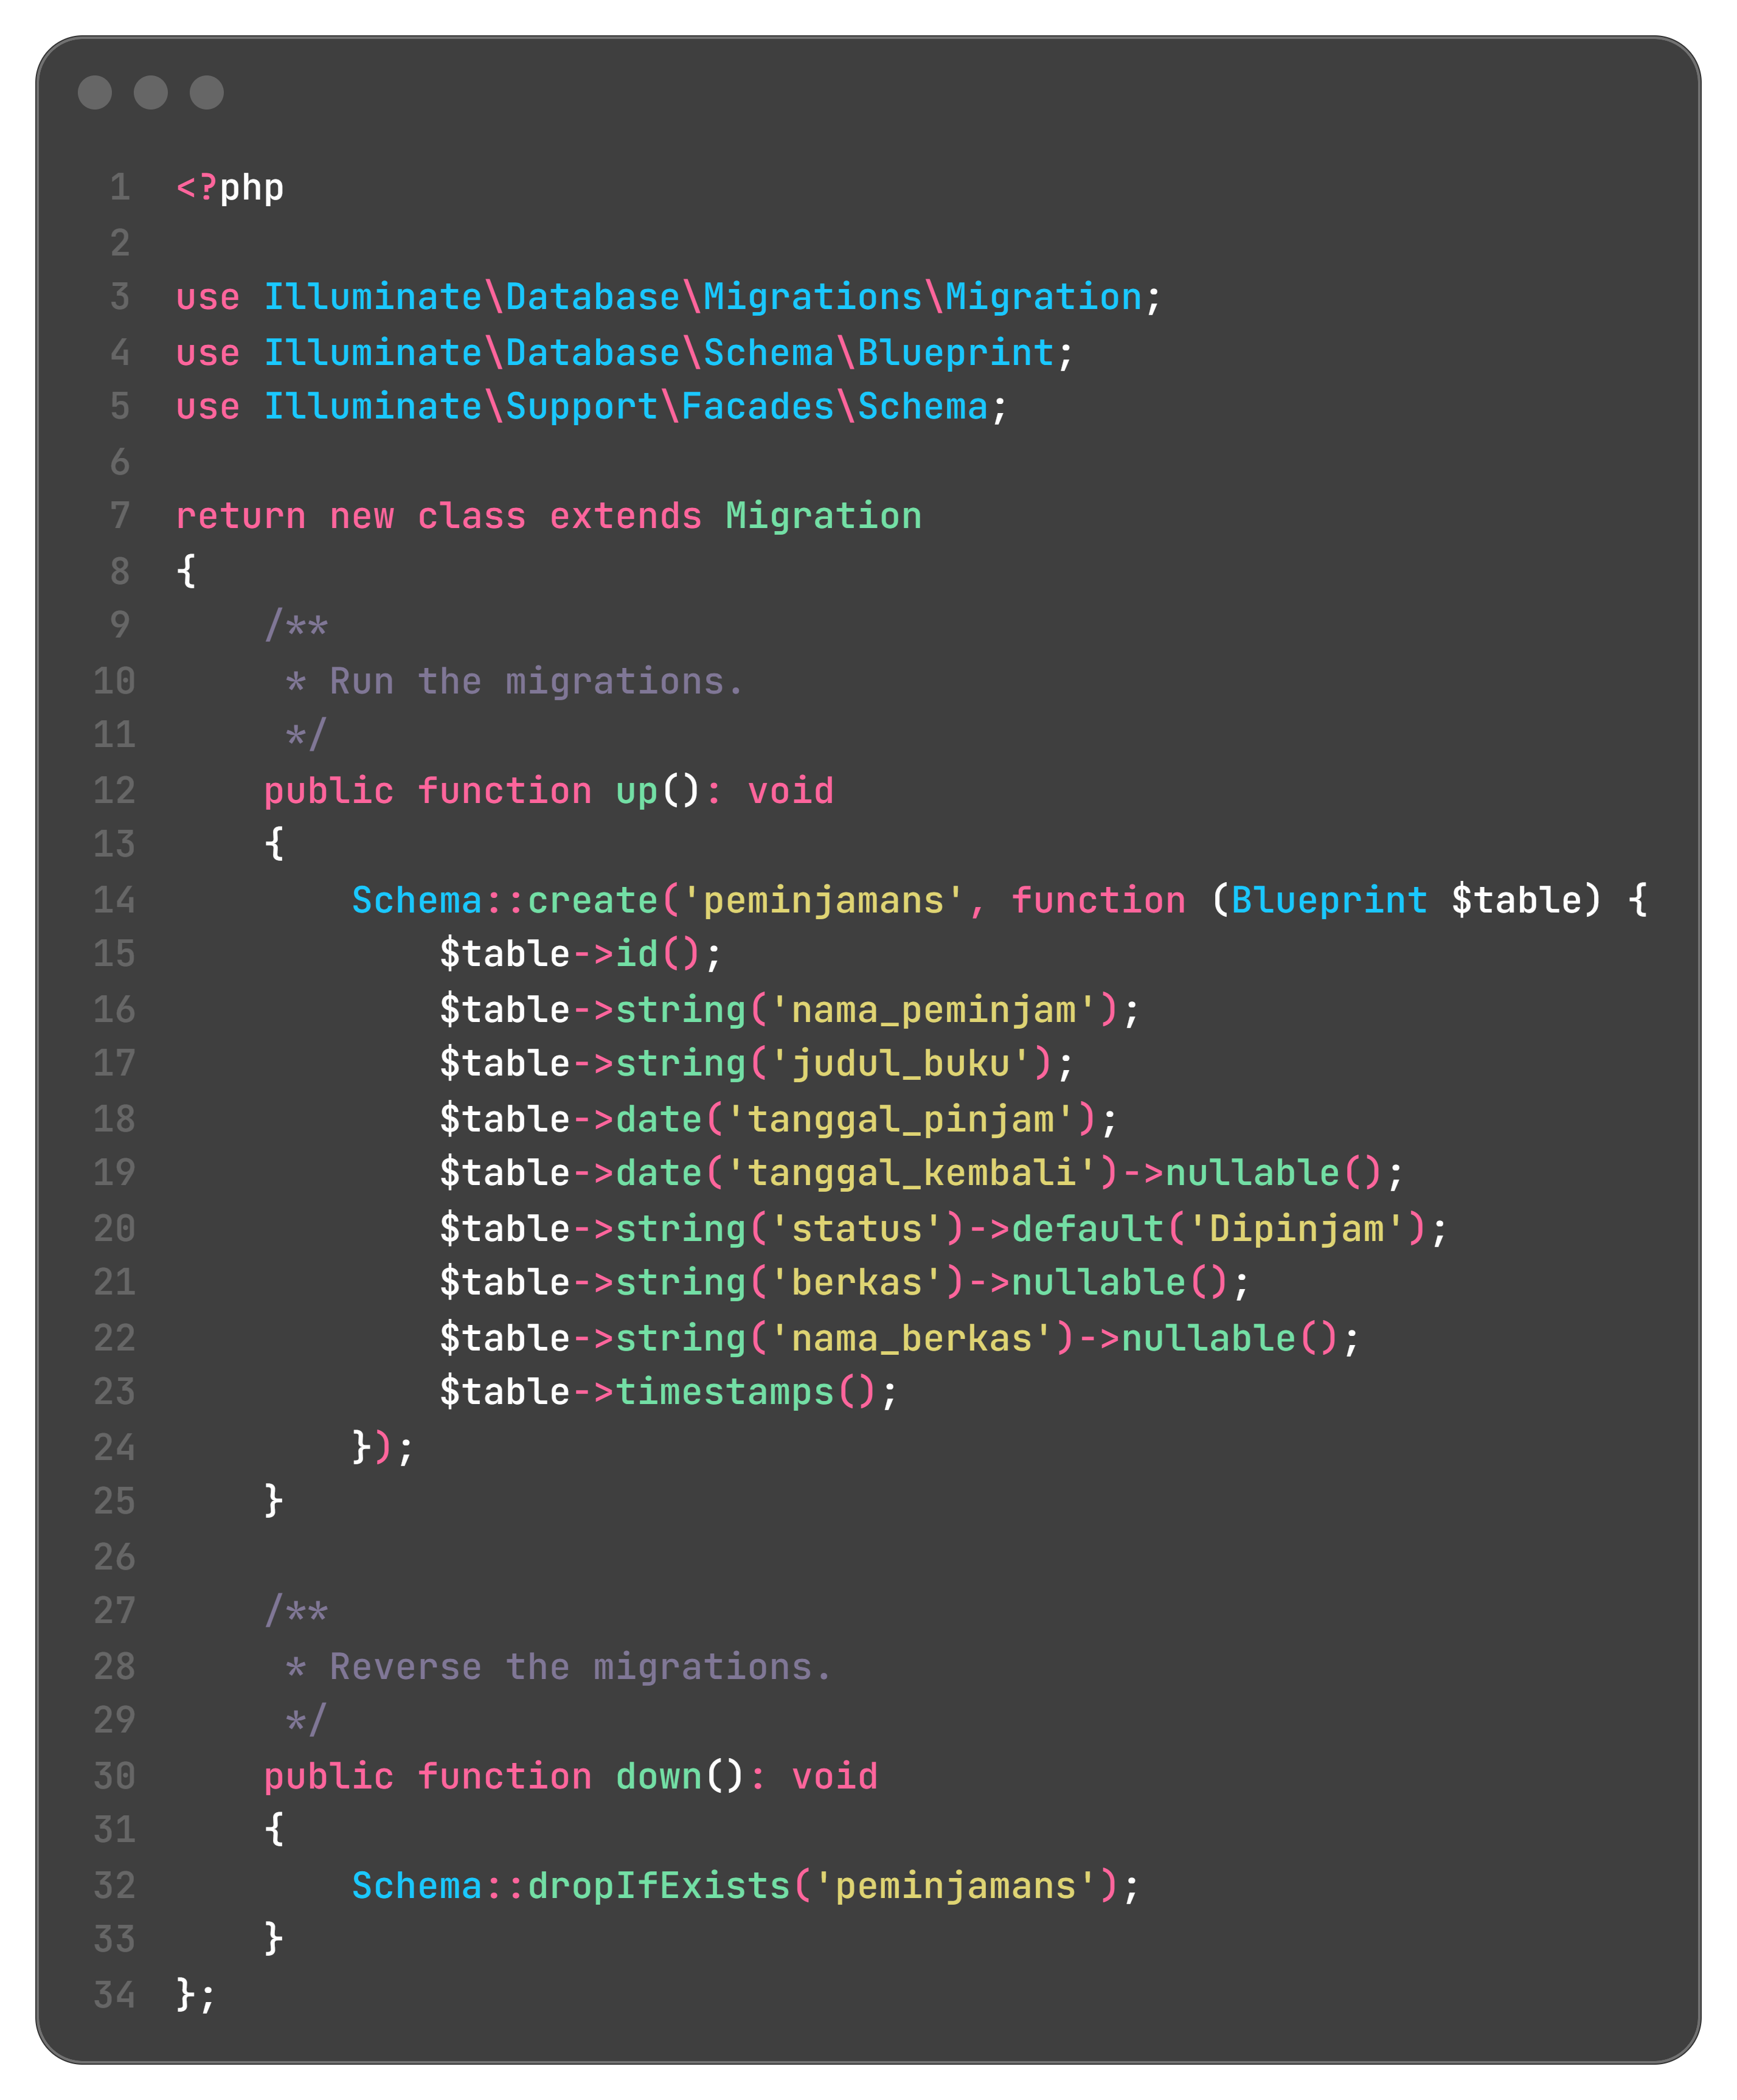 1 <?php
2
3 use Illuminate\Database\Migrations\Migration;
4 use Illuminate\Database\Schema\Blueprint;
5 use Illuminate\Support\Facades\Schema;
6
7 return new class extends Migration
8 {
9     /**
10      * Run the migrations.
11      */
12     public function up(): void
13     {
14         Schema::create('peminjamans', function (Blueprint $table) {
15             $table->id();
16             $table->string('nama_peminjam');
17             $table->string('judul_buku');
18             $table->date('tanggal_pinjam');
19             $table->date('tanggal_kembali')->nullable();
20             $table->string('status')->default('Dipinjam');
21             $table->string('berkas')->nullable();
22             $table->string('nama_berkas')->nullable();
23             $table->timestamps();
24         });
25     }
26
27     /**
28      * Reverse the migrations.
29      */
30     public function down(): void
31     {
32         Schema::dropIfExists('peminjamans');
33     }
34 };